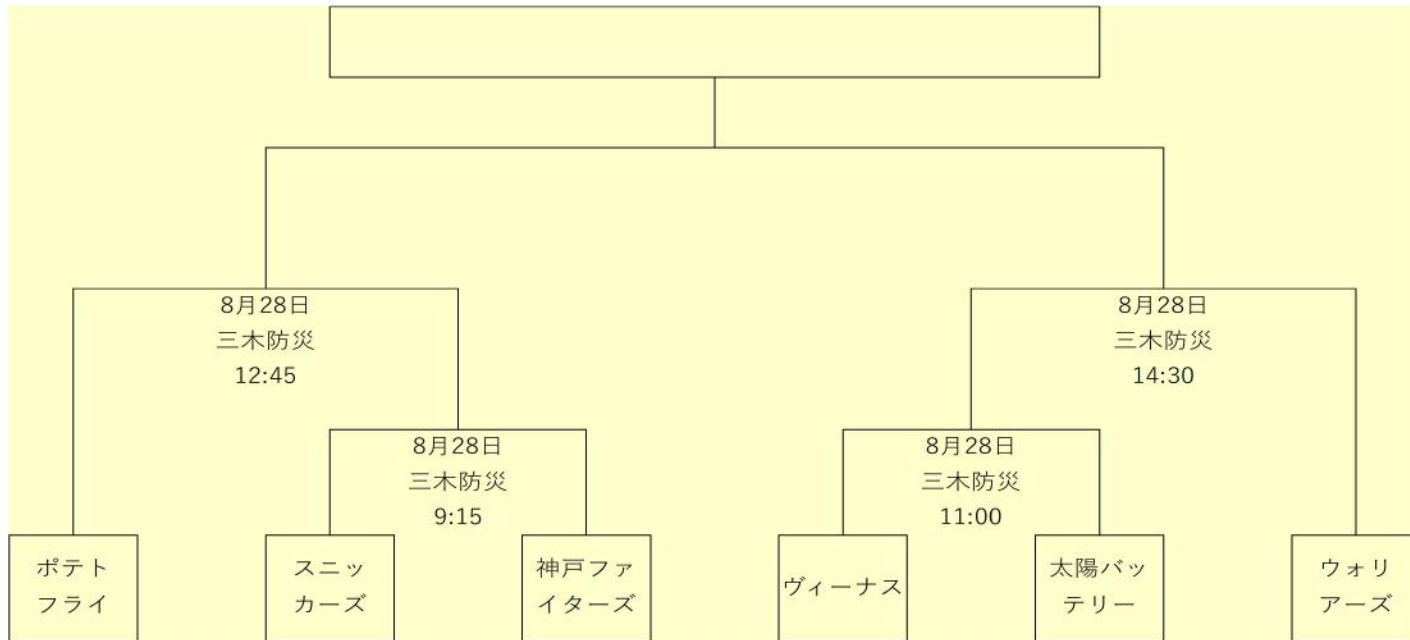 8月28日
三木防災
12:45
8月28日
三木防災
14:30
8月28日
三木防災
9:15
8月28日
三木防災
11:00
ポテト
フライ
スニッ
カーズ
神戸ファ
イターズ
ヴィーナス
太陽バッ
テリー
ウォリ
アーズ